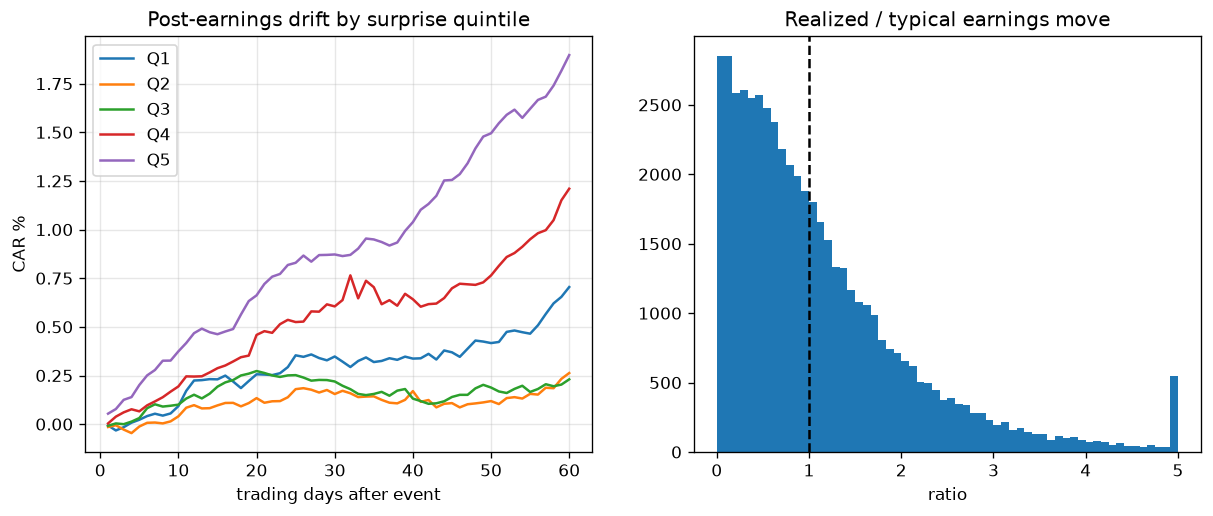 Post-earnings drift by surprise quintile
CAR %
1.75
1.50
1.25
1.00
0.75
0.50
0.25
0.00
Q1
Q2
Q3
Q4
Q5
0 10 20 30 40 50 60
trading days after event
Realized / typical earnings move
2500
2000
1500
1000
500
0
0 1 2 3 4 5
ratio